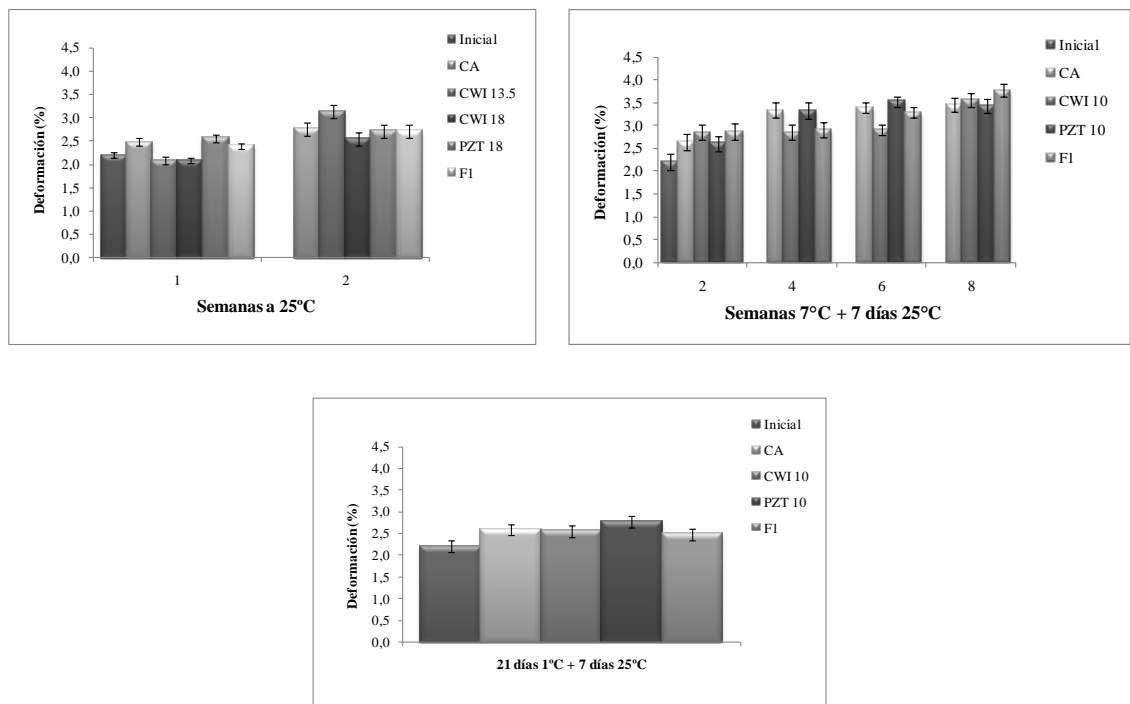 4,5
4,0
3,5
3,0
2,5
2,0
1,5
1,0
0,5
0,0
Deformación (%)
1
2
Semanas a 25ºC
Inicial
CA
CWI 13.5
CWI 18
PZT 18
F1
4,5
4,0
3,5
3,0
2,5
2,0
1,5
1,0
0,5
0,0
Deformación (%)
2
4
6
8
Semanas 7°C + 7 días 25°C
Inicial
CA
CWI 10
PZT 10
F1
4,5
4,0
3,5
3,0
2,5
2,0
1,5
1,0
0,5
0,0
Deformación (%)
21 días 1ºC + 7 días 25ºC
Inicial
CA
CWI 10
PZT 10
F1